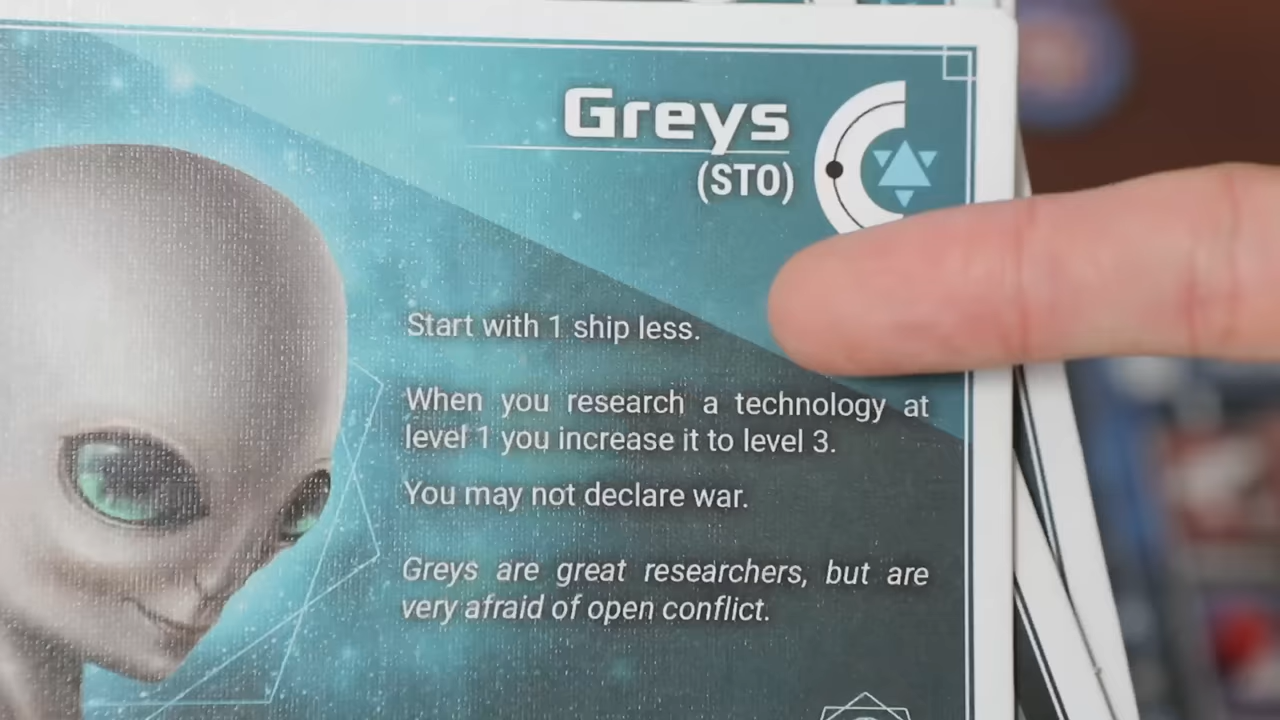 Greys
(STO)
Start with 1 ship less.
When you research a technology at
level 1 you increase it to level 3.
You may not declare war.
Greys are great researchers, but are
very afraid of open conflict.